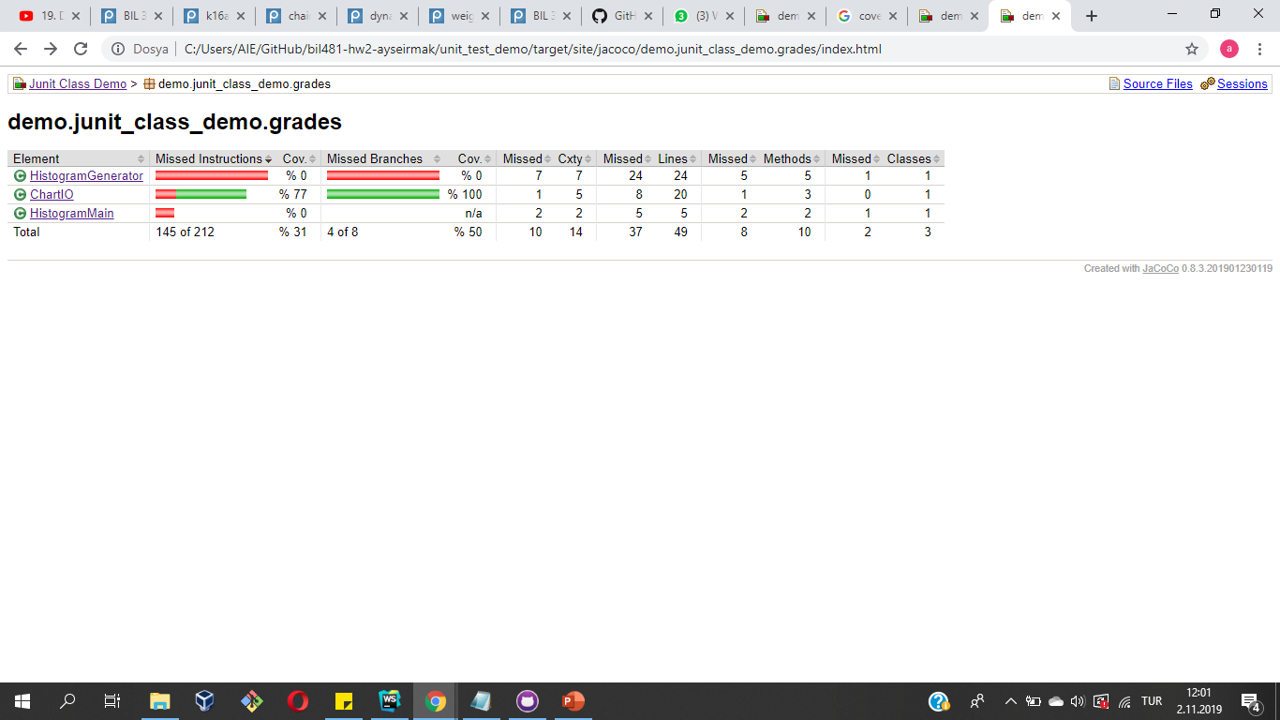 19. D BIL 3 k16a chai dyna weig BIL 3 GitH (3) V dem cove dem dem
Dosya C:/Users/AIE/GitHub/bil481-hw2-ayseirmak/unit_test_demo/target/site/jacoco/demo.junit_class_demo.grades/index.html a
Junit Class Demo > demo.junit_class_demo.grades Source Files Sessions
demo.junit_class_demo.grades
Element Missed Instructions Cov. Missed Branches Cov. Missed Cxty Missed Lines Missed Methods Missed Classes
HistogramGenerator % 0 % 0 7 7 24 24 5 5 1 1
ChartIO % 77 % 100 1 5 8 20 1 3 0 1
HistogramMain % 0 n/a 2 2 5 5 2 2 1 1
Total 145 of 212 % 31 4 of 8 % 50 10 14 37 49 8 10 2 3
Created with JaCoCo 0.8.3.201901230119
WS TUR 12:01
2.11.2019 4